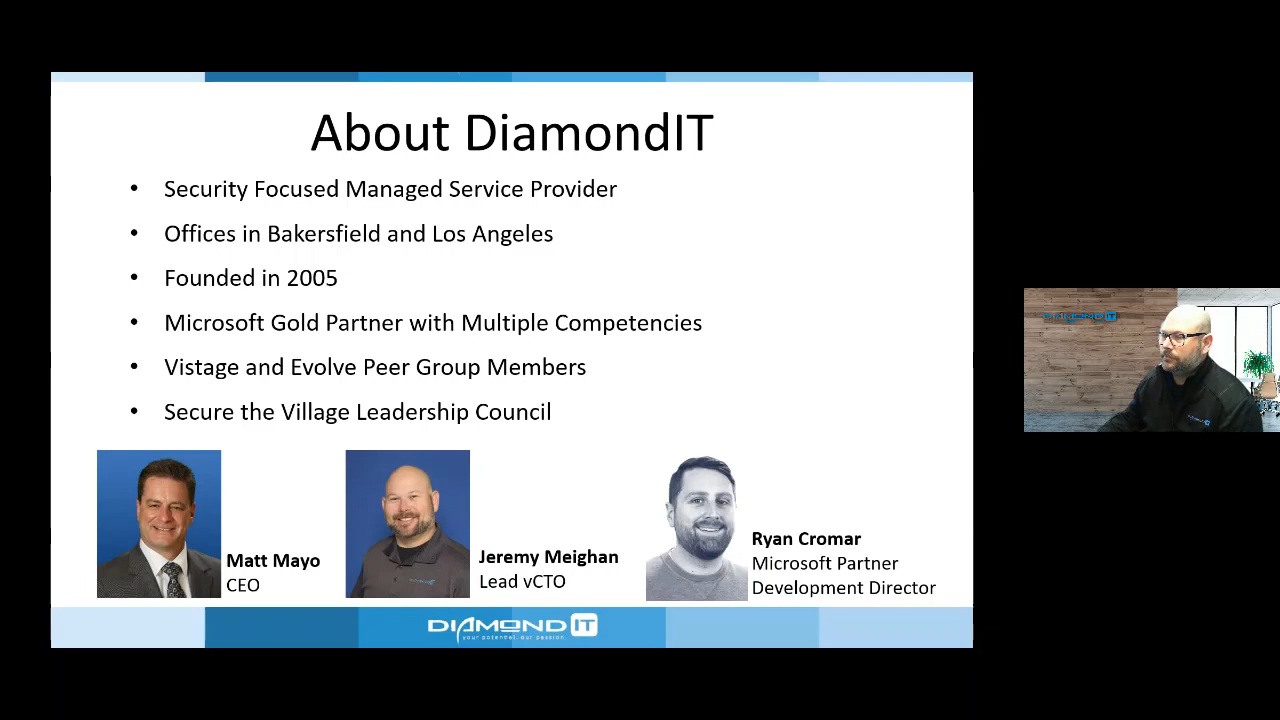 About DiamondIT
• Security Focused Managed Service Provider
• Offices in Bakersfield and Los Angeles
• Founded in 2005
• Microsoft Gold Partner with Multiple Competencies
• Vistage and Evolve Peer Group Members
• Secure the Village Leadership Council
Matt Mayo
CEO
Jeremy Meighan
Lead vCTO
Ryan Cromar
Microsoft Partner
Development Director
DIAMOND IT
your potential. our passion.
DIAMOND IT